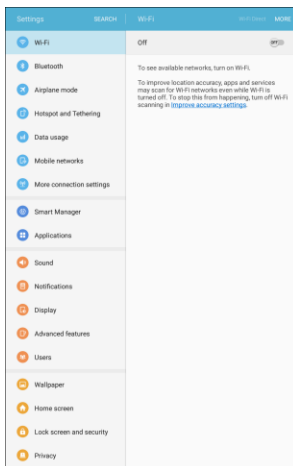 Settings
SEARCH
Wi-Fi
Wi-Fi Direct
MORE
Wi-Fi
Bluetooth
Airplane mode
Hotspot and Tethering
Data usage
Mobile networks
More connection settings
Smart Manager
Applications
Sound
Notifications
Display
Advanced features
Users
Wallpaper
Home screen
Lock screen and security
Privacy
Off
OFF
To see available networks, turn on Wi-Fi.
To improve location accuracy, apps and services
may scan for Wi-Fi networks even while Wi-Fi is
turned off. To stop this from happening, turn off Wi-Fi
scanning in Improve accuracy settings.